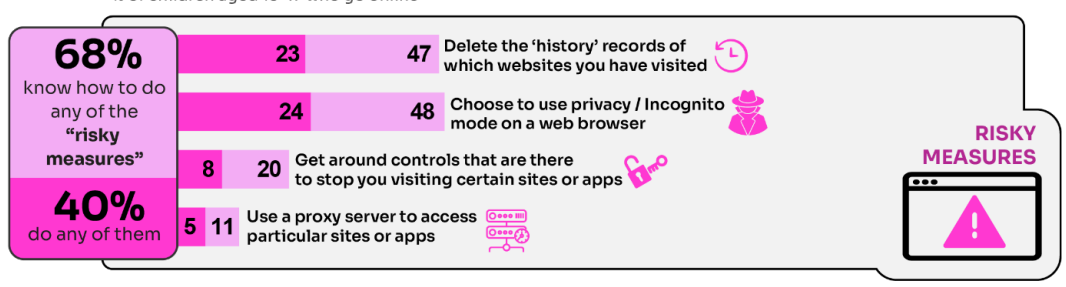 68%
know how to do
any of the
“risky
measures”
40%
do any of them
23 47 Delete the ‘history’ records of
which websites you have visited
24 48 Choose to use privacy / Incognito
mode on a web browser
8 20 Get around controls that are there
to stop you visiting certain sites or apps
5 11 Use a proxy server to access
particular sites or apps
RISKY
MEASURES